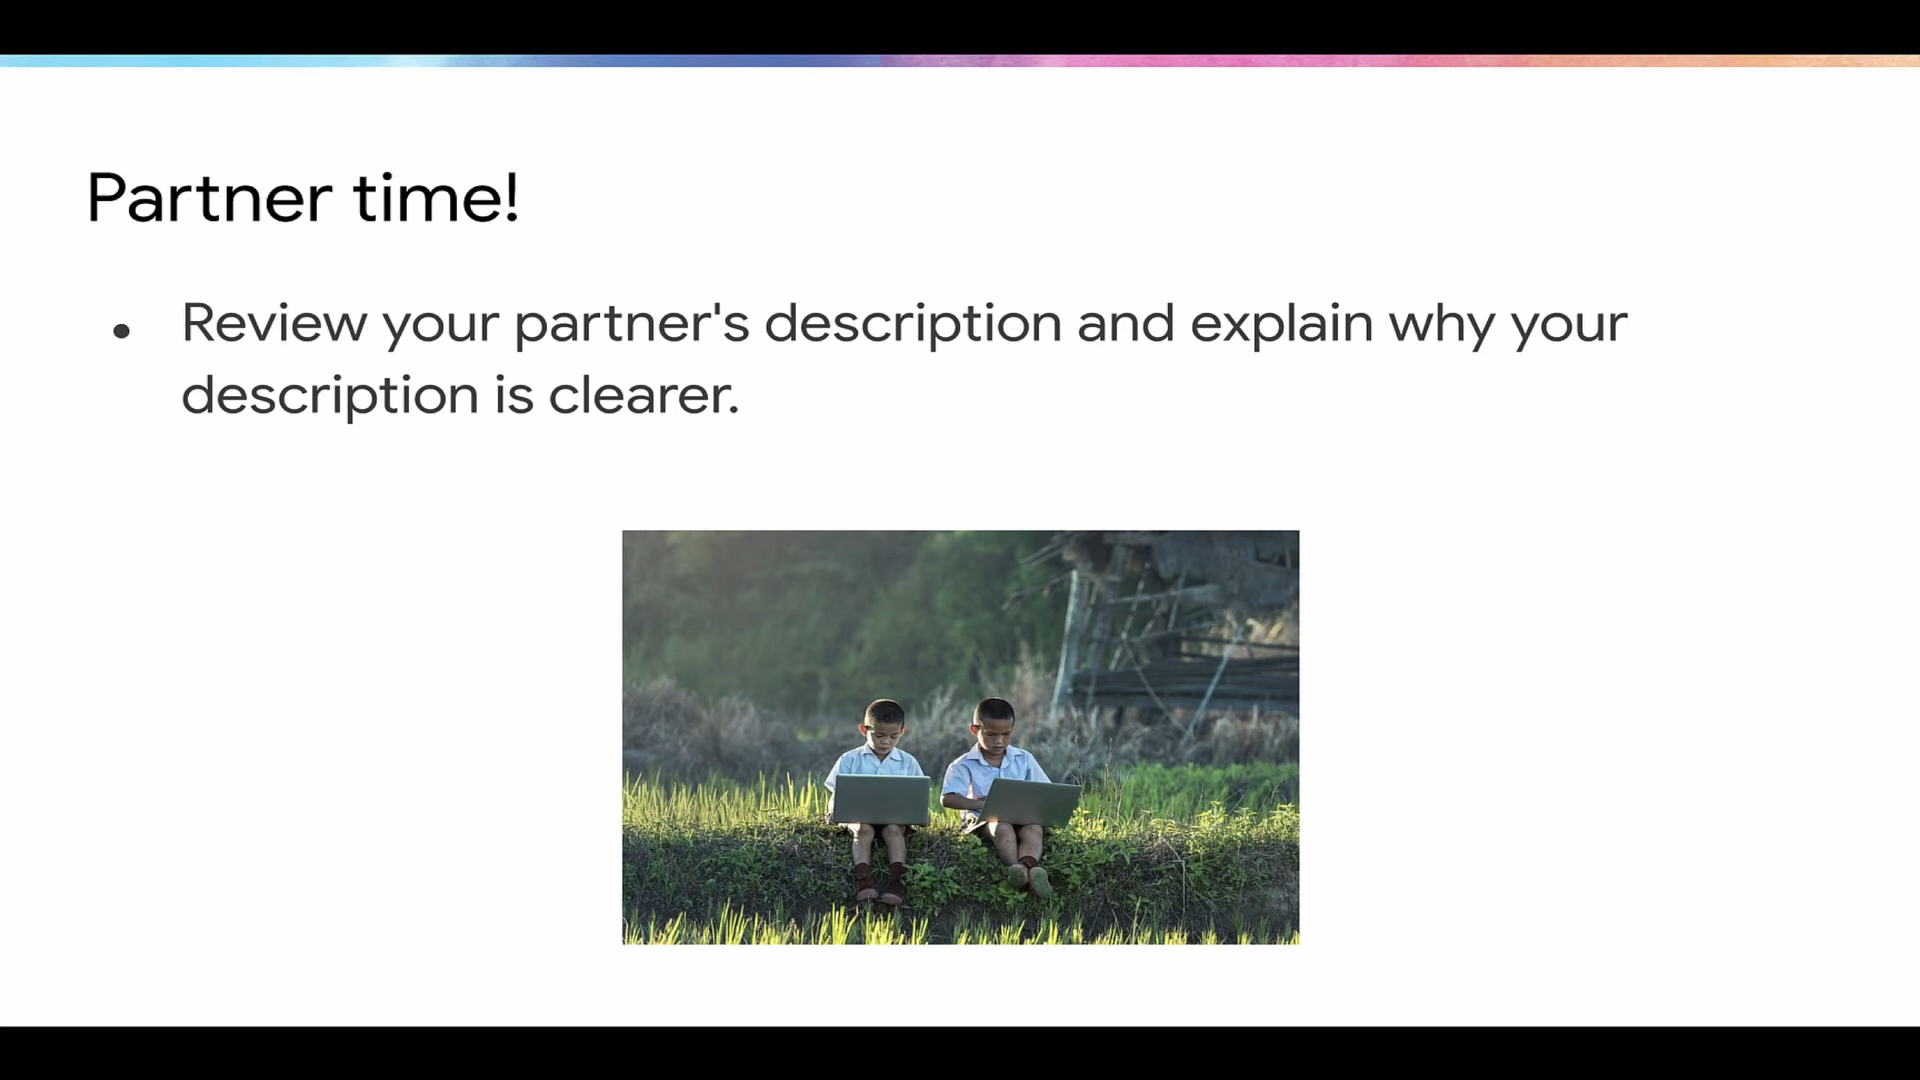 Partner time!
• Review your partner's description and explain why your
description is clearer.